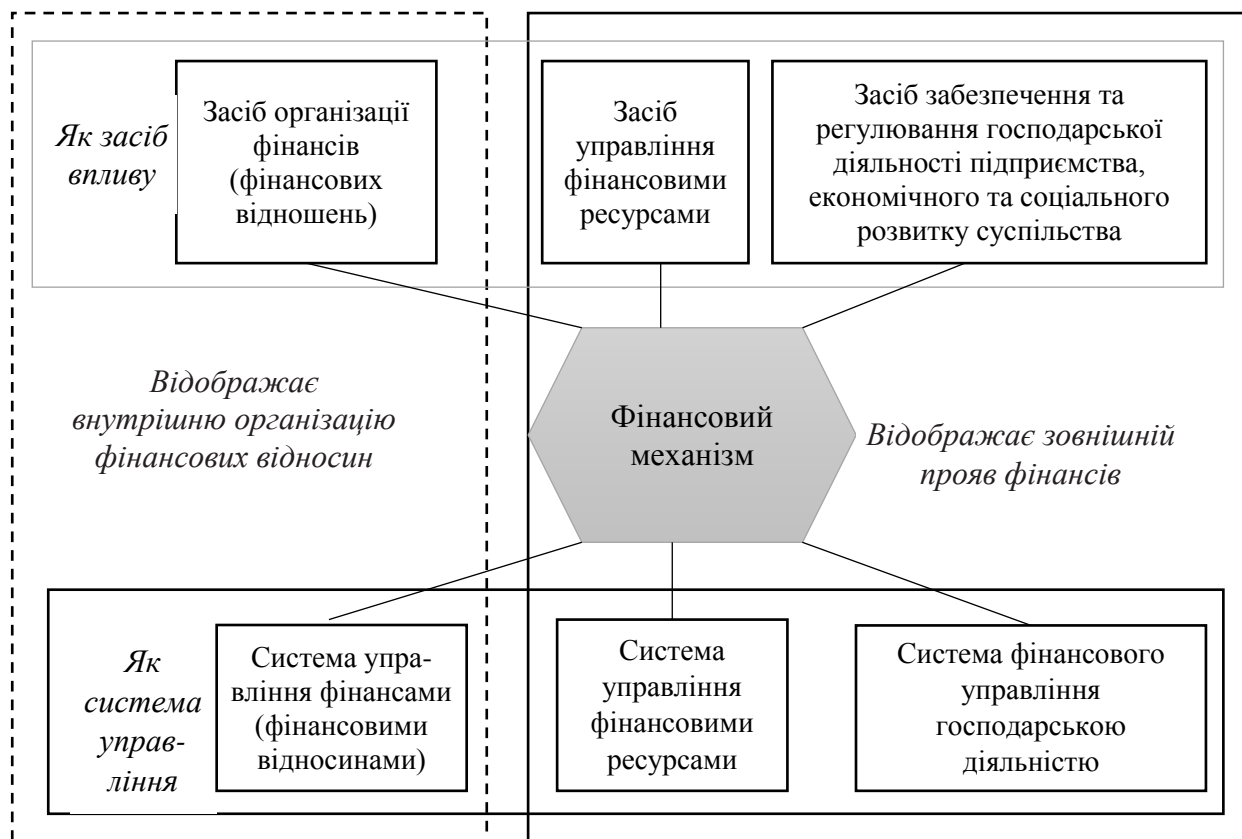 Як засіб
впливу
Засіб організації
фінансів
(фінансових
відношень)
Засіб
управління
фінансовими
ресурсами
Засіб забезпечення та
регулювання господарської
діяльності підприємства,
економічного та соціального
розвитку суспільства
Відображає
внутрішню організацію
фінансових відносин
Фінансовий
механізм
Відображає зовнішній
прояв фінансів
Як
система
управ-
ління
Система упра-
вління фінансами
(фінансовими
відносинами)
Система
управління
фінансовими
ресурсами
Система фінансового
управління
господарською
діяльністю